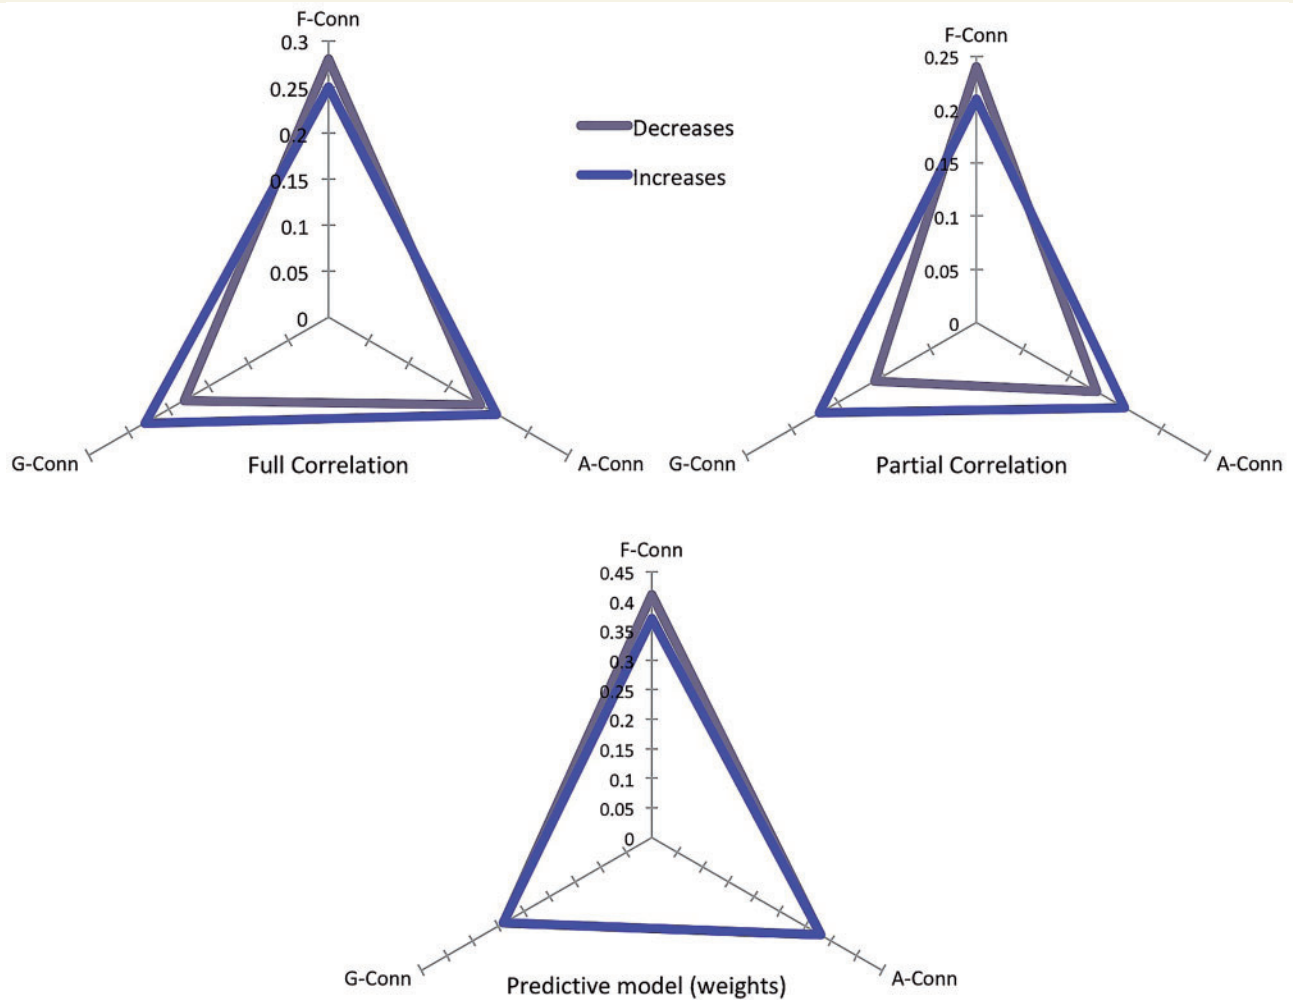 F-Conn
0.3
0.25
0.2
0.15
0.1
0.05
0
G-Conn
A-Conn
Full Correlation
Decreases
Increases
F-Conn
0.25
0.2
0.15
0.1
0.05
0
G-Conn
A-Conn
Partial Correlation
F-Conn
0.45
0.4
0.35
0.3
0.25
0.2
0.15
0.1
0.05
0
G-Conn
A-Conn
Predictive model (weights)